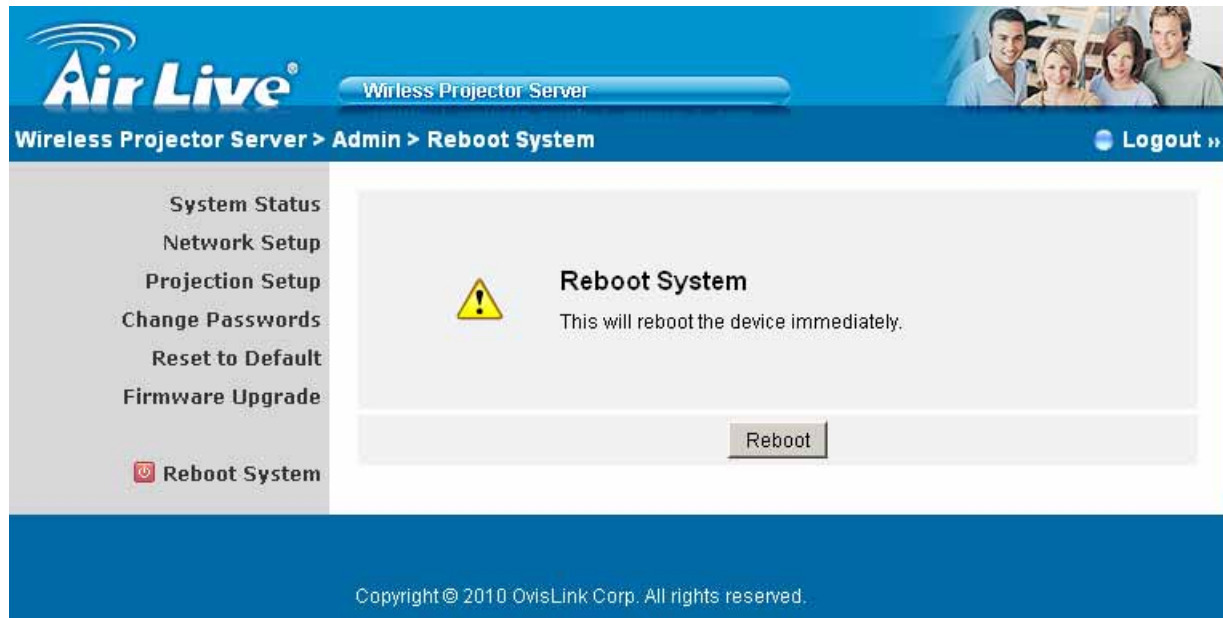 Air Live®
Wirless Projector Server
Wireless Projector Server > Admin > Reboot System
Logout »
System Status
Network Setup
Projection Setup
Change Passwords
Reset to Default
Firmware Upgrade
Reboot System
Reboot System
This will reboot the device immediately.
Reboot
Copyright © 2010 OvisLink Corp. All rights reserved.